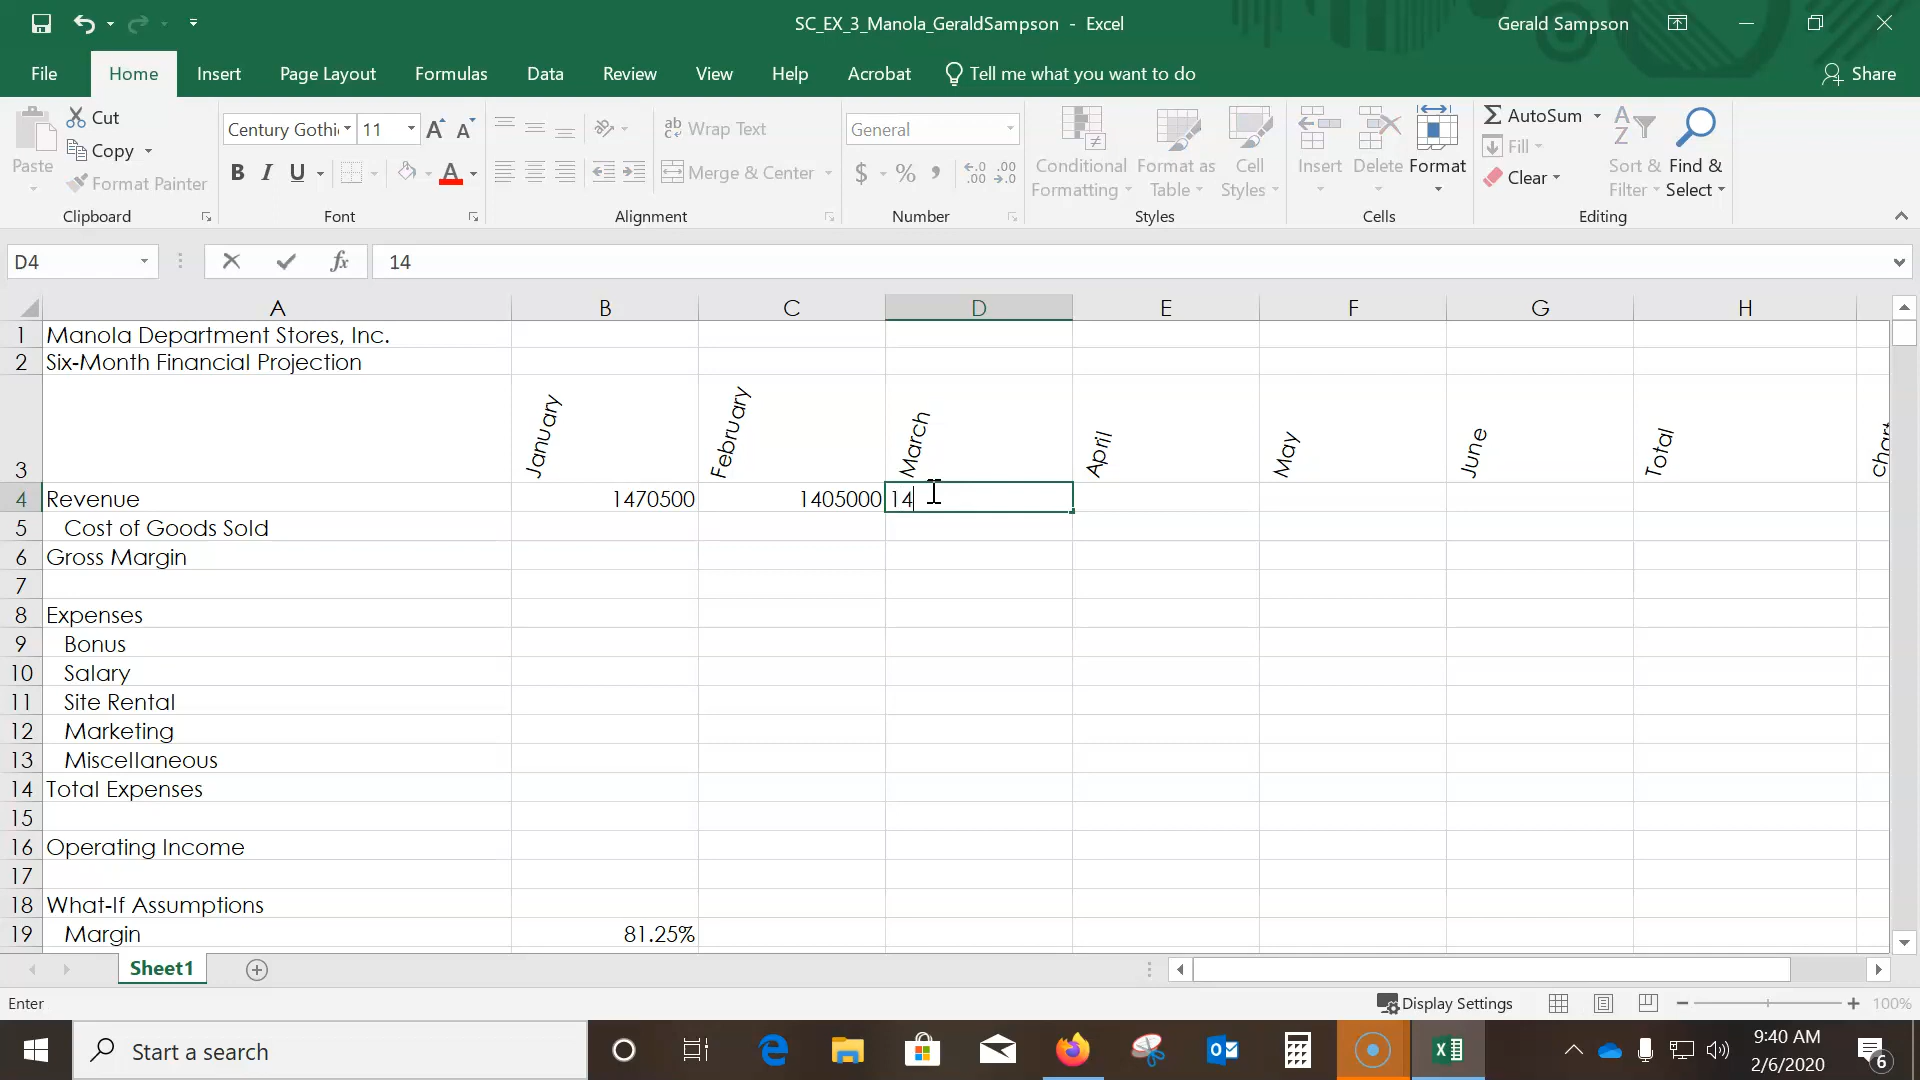 SC_EX_3_Manola_GeraldSampson - Excel
Gerald Sampson
File Home Insert Page Layout Formulas Data Review View Help Acrobat Tell me what you want to do Share
Paste
Cut
Copy
Format Painter
Clipboard
Century Gothi 11 A A
B I U A
Font
ab Wrap Text
Merge & Center
Alignment
General
$ % , .00
Number
Conditional Formatting
Format as Table
Cell Styles
Styles
Insert Delete Format
Cells
AutoSum
Fill
Clear
Sort & Filter
Find & Select
Editing
D4 fx 14
A B C D E F G H
1 Manola Department Stores, Inc.
2 Six-Month Financial Projection
3 January February March April May June Total Chart
4 Revenue 1470500 1405000 14
5 Cost of Goods Sold
6 Gross Margin
7
8 Expenses
9 Bonus
10 Salary
11 Site Rental
12 Marketing
13 Miscellaneous
14 Total Expenses
15
16 Operating Income
17
18 What-If Assumptions
19 Margin 81.25%
Sheet1
Enter Display Settings 100%
Start a search
9:40 AM
2/6/2020
6